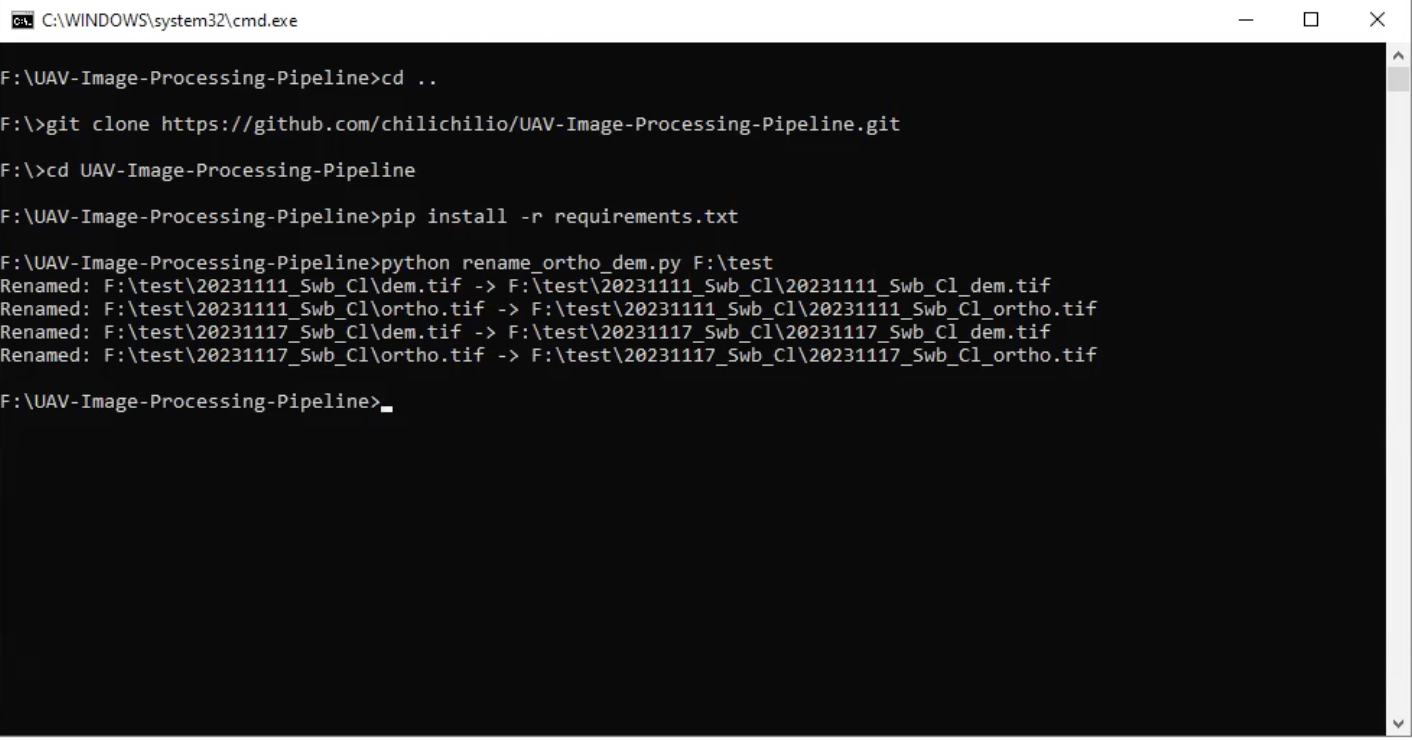 C:\WINDOWS\system32\cmd.exe
F:\UAV-Image-Processing-Pipeline>cd ..
F:\>git clone https://github.com/chilichilio/UAV-Image-Processing-Pipeline.git
F:\>cd UAV-Image-Processing-Pipeline
F:\UAV-Image-Processing-Pipeline>pip install -r requirements.txt
F:\UAV-Image-Processing-Pipeline>python rename_ortho_dem.py F:\test
Renamed: F:\test\20231111_Swb_Cl\dem.tif -> F:\test\20231111_Swb_Cl\20231111_Swb_Cl_dem.tif
Renamed: F:\test\20231111_Swb_Cl\ortho.tif -> F:\test\20231111_Swb_Cl\20231111_Swb_Cl_ortho.tif
Renamed: F:\test\20231117_Swb_Cl\dem.tif -> F:\test\20231117_Swb_Cl\20231117_Swb_Cl_dem.tif
Renamed: F:\test\20231117_Swb_Cl\ortho.tif -> F:\test\20231117_Swb_Cl\20231117_Swb_Cl_ortho.tif
F:\UAV-Image-Processing-Pipeline>